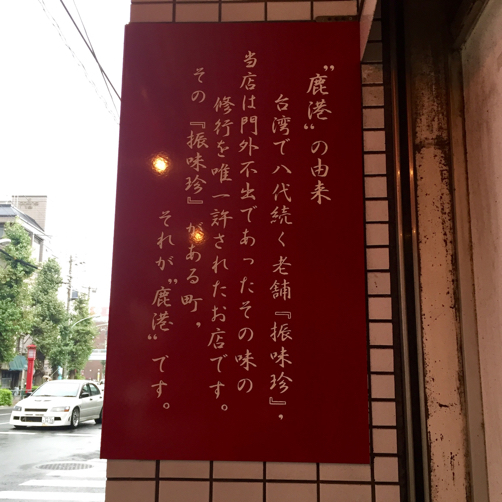 〝鹿港〟の由来
台湾で八代続く老舗『振味珍』，
当店は門外不出であったその味の
修行を唯一許されたお店です。
その『振味珍』がある町，
それが〝鹿港〟です。